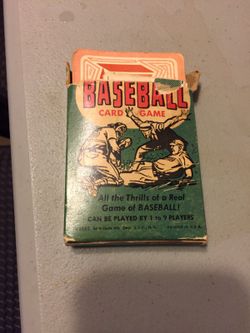 BASEBALL
CARD GAME
All the Thrills of a Real
Game of BASEBALL!
CAN BE PLAYED BY 1 to 9 PLAYERS